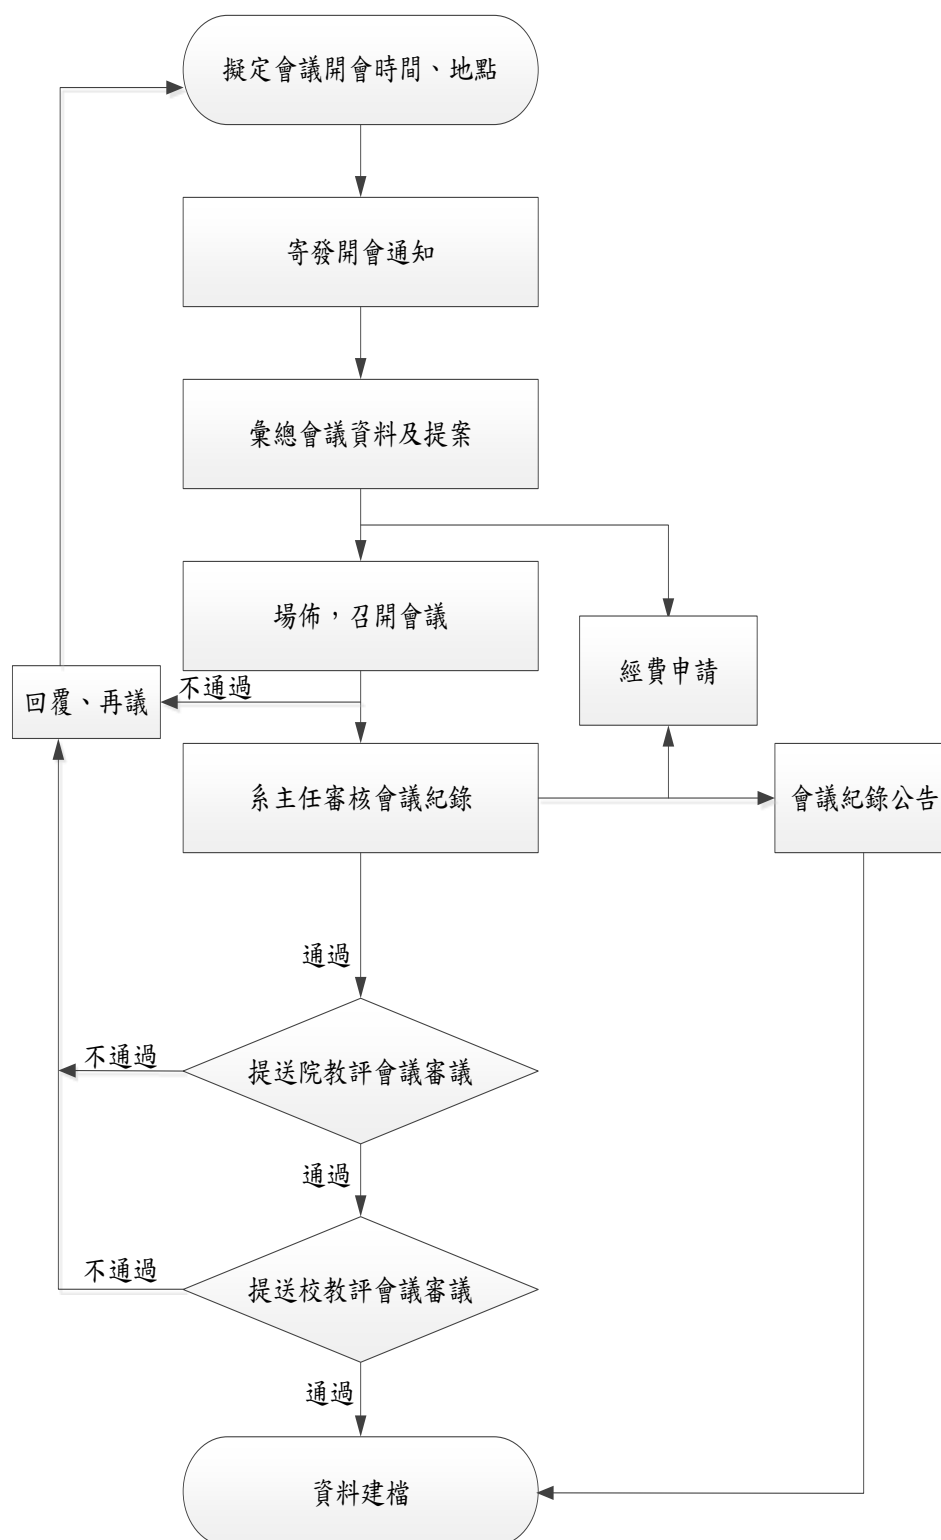 擬定會議開會時間、地點
寄發開會通知
彙總會議資料及提案
場佈，召開會議
經費申請
不通過
回覆、再議
系主任審核會議紀錄
會議紀錄公告
通過
不通過
提送院教評會議審議
通過
不通過
提送校教評會議審議
通過
資料建檔